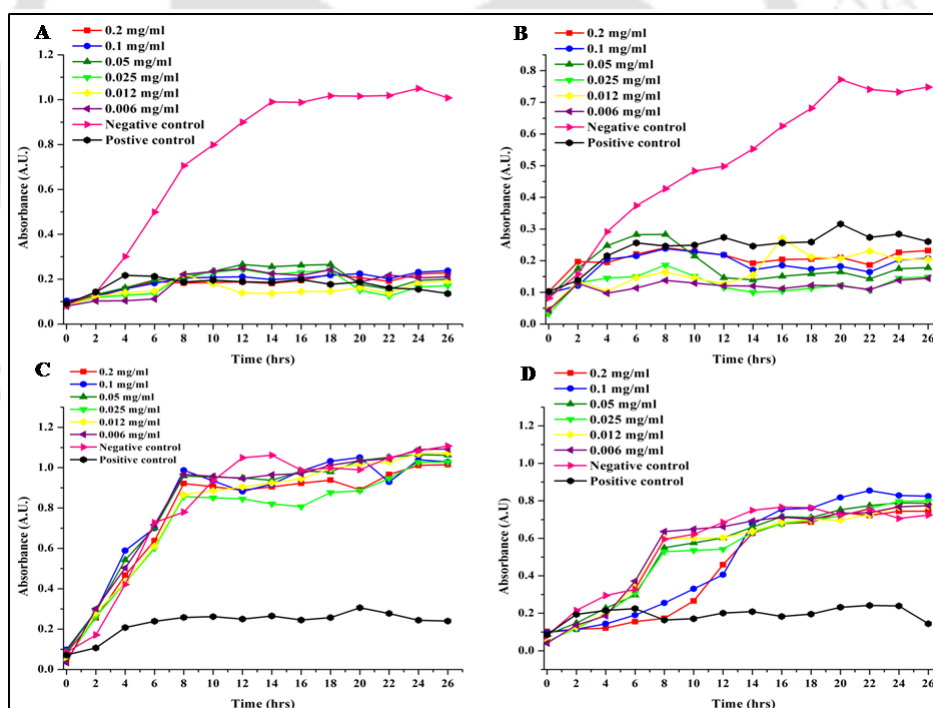 A
0.2 mg/ml
0.1 mg/ml
0.05 mg/ml
0.025 mg/ml
0.012 mg/ml
0.006 mg/ml
Negative control
Postive control
Absorbance (A.U.)
1.2
1.0
0.8
0.6
0.4
0.2
0.0
0 2 4 6 8 10 12 14 16 18 20 22 24 26
Time (hrs)
B
0.2 mg/ml
0.1 mg/ml
0.05 mg/ml
0.025 mg/ml
0.012 mg/ml
0.006 mg/ml
Negative control
Positive control
Absorbance (A.U.)
0.8
0.7
0.6
0.5
0.4
0.3
0.2
0.1
0.0
0 2 4 6 8 10 12 14 16 18 20 22 24 26
Time (hrs)
C
0.2 mg/ml
0.1 mg/ml
0.05 mg/ml
0.025 mg/ml
0.012 mg/ml
0.006 mg/ml
Negative control
Positive control
Absorbance (A.U)
1.4
1.2
1.0
0.8
0.6
0.4
0.2
0.0
0 2 4 6 8 10 12 14 16 18 20 22 24 26
Time (hrs)
D
0.2 mg/ml
0.1 mg/ml
0.05 mg/ml
0.025 mg/ml
0.012 mg/ml
0.006 mg/ml
Negative control
Positive control
Absorbance (A.U)
1.4
1.2
1.0
0.8
0.6
0.4
0.2
0.0
0 2 4 6 8 10 12 14 16 18 20 22 24 26
Time (hrs)